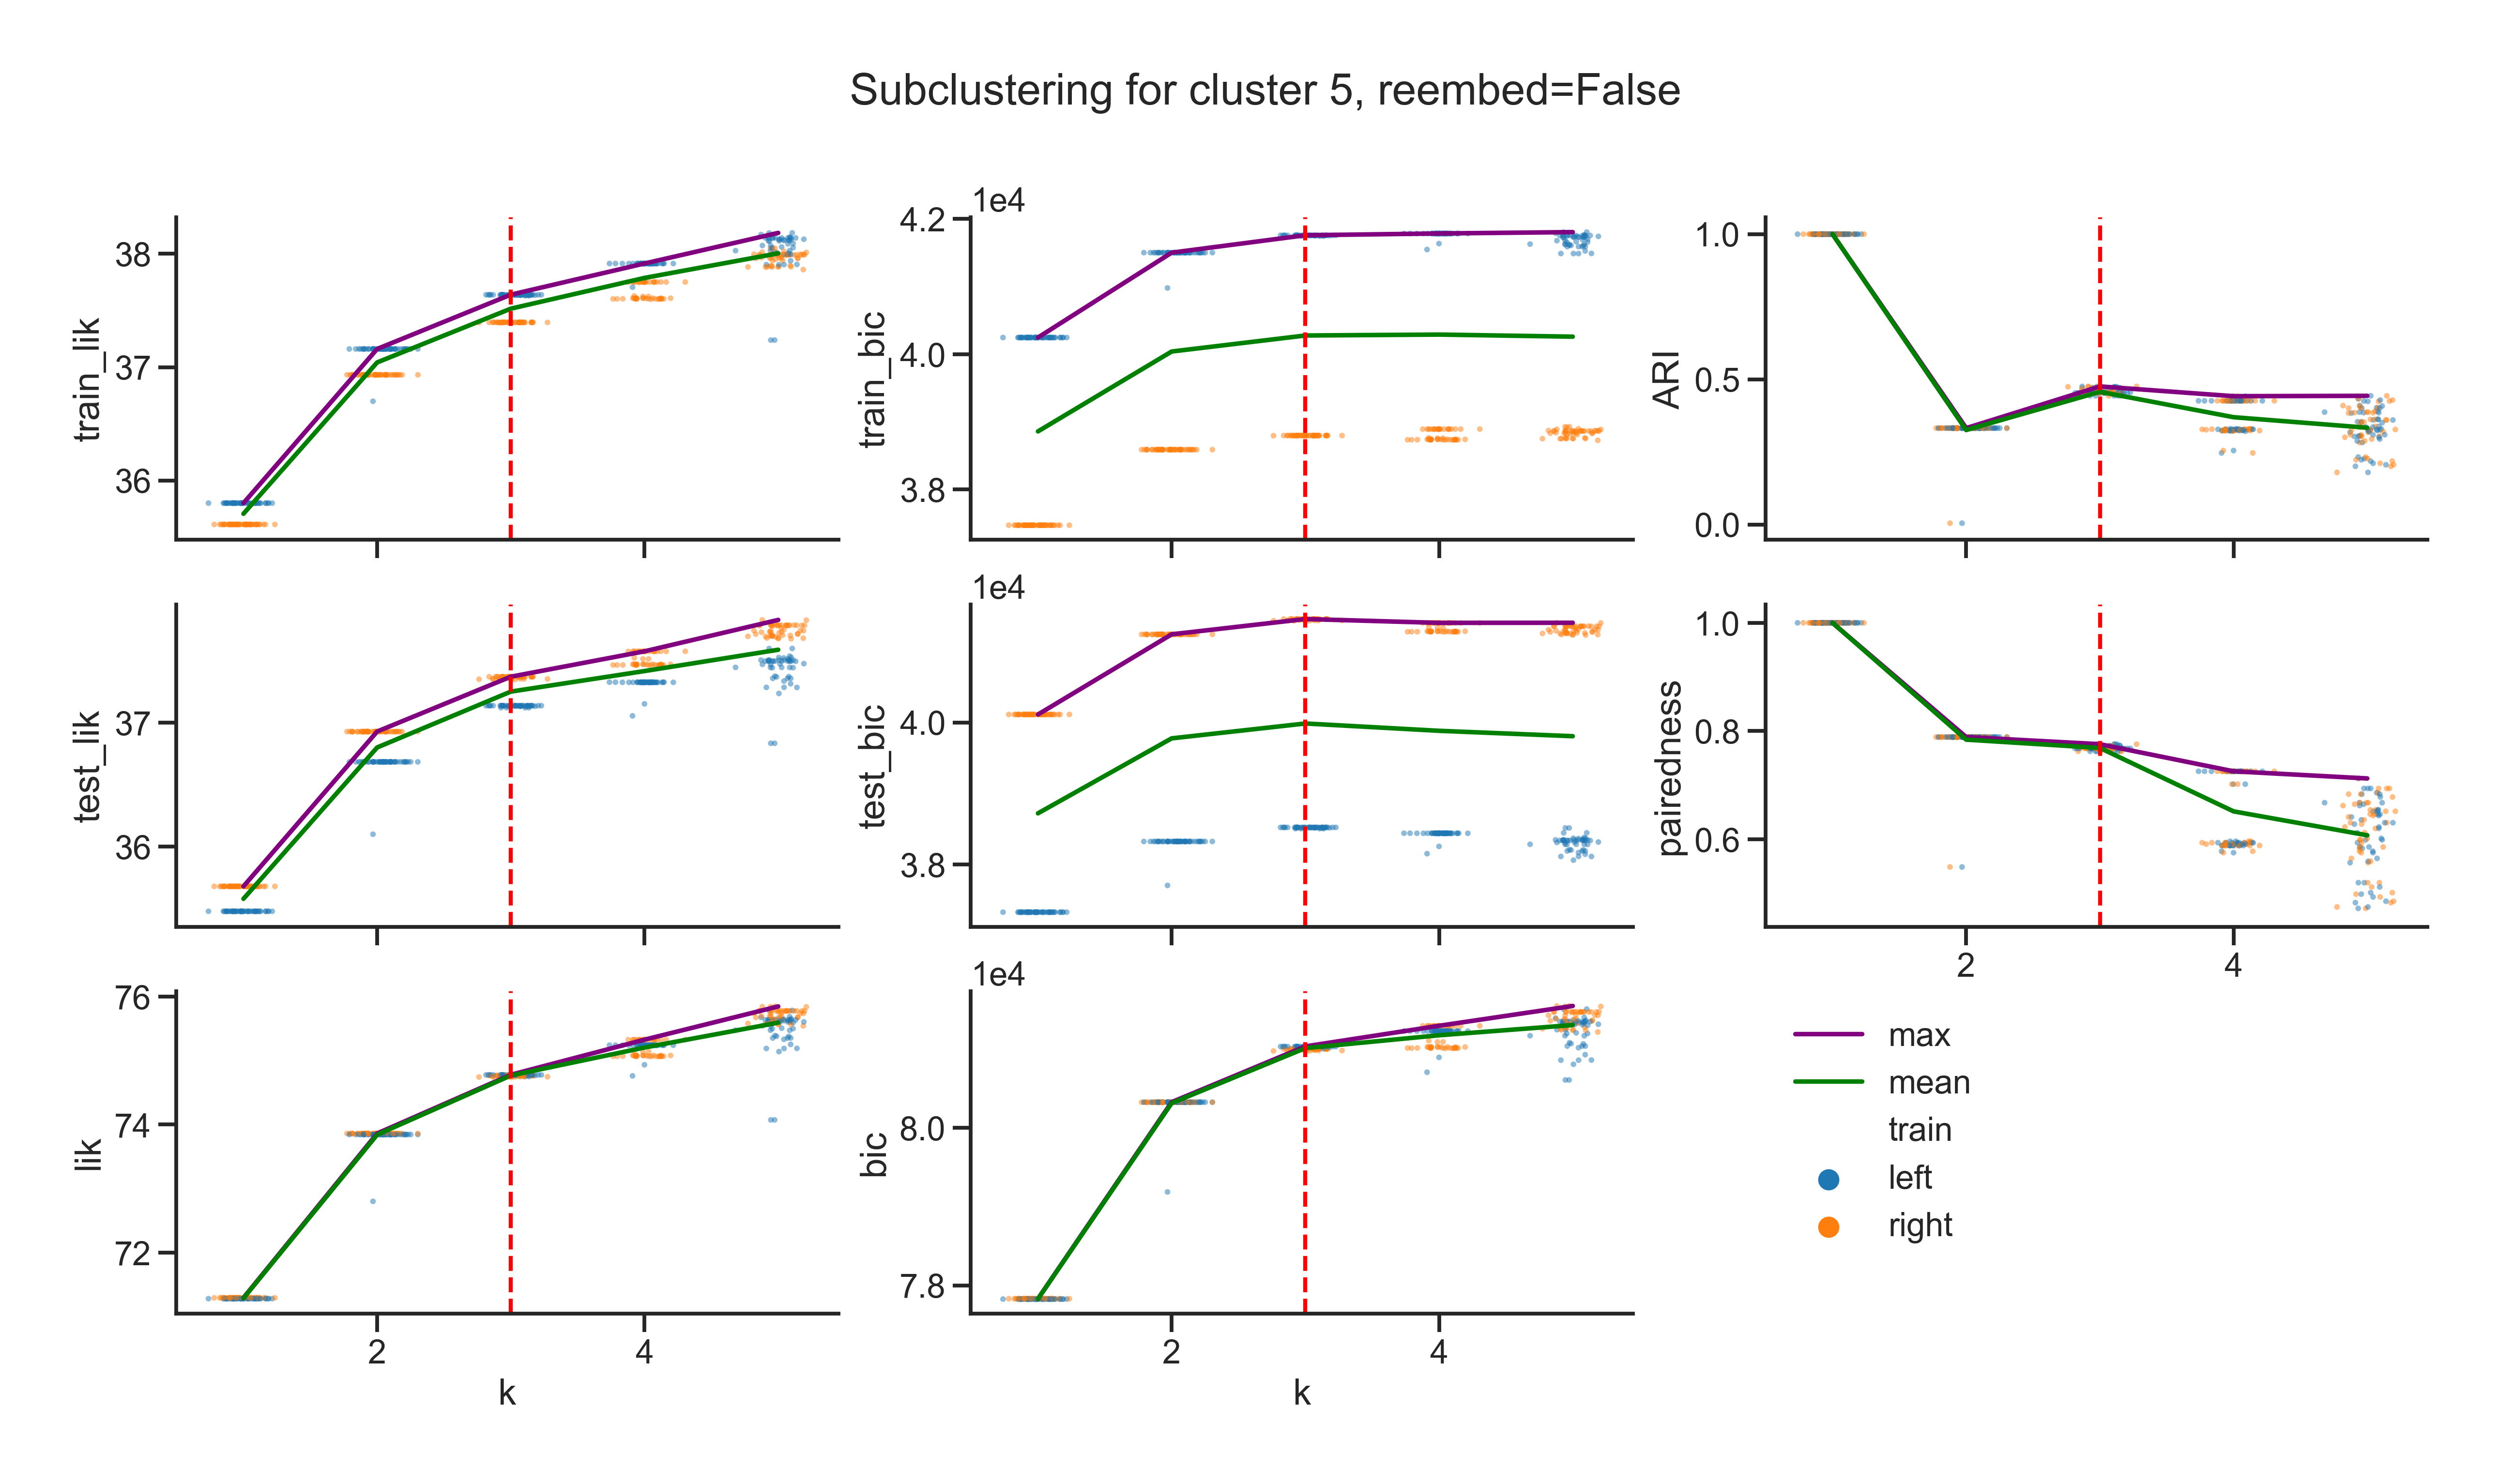 Subclustering for cluster 5, reembed=False
train_lik
38
37
36
1e4
train_bic
4.2
4.0
3.8
ARI
1.0
0.5
0.0
test_lik
37
36
1e4
test_bic
4.0
3.8
pairedness
1.0
0.8
0.6
2
4
lik
76
74
72
2
4
k
1e4
bic
8.0
7.8
2
4
k
max
mean
train
left
right